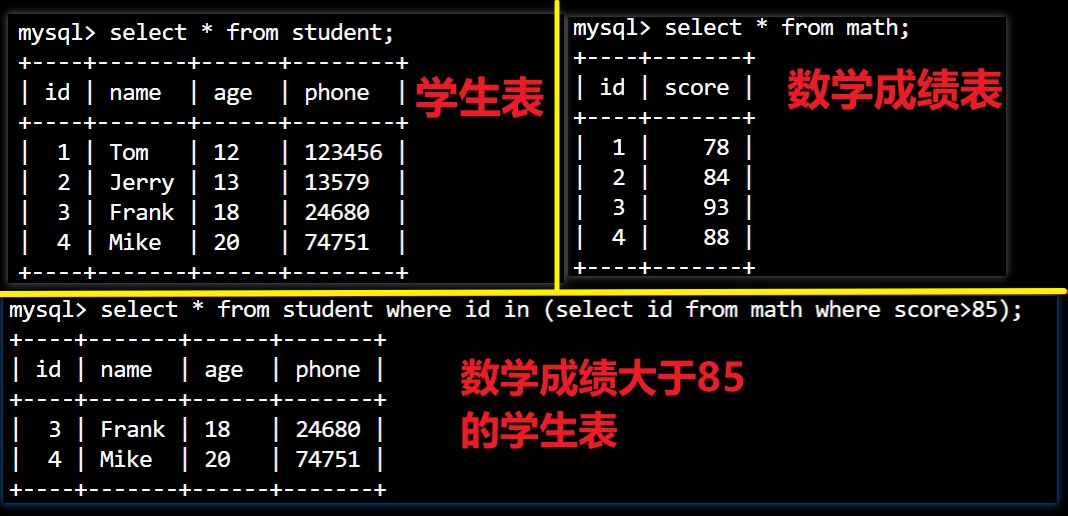 mysql> select * from student;
+----+-------+------+--------+
| id | name  | age  | phone  |
+----+-------+------+--------+
|  1 | Tom   | 12   | 123456 |
|  2 | Jerry | 13   | 13579  |
|  3 | Frank | 18   | 24680  |
|  4 | Mike  | 20   | 74751  |
+----+-------+------+--------+
学生表
mysql> select * from math;
+----+-------+
| id | score |
+----+-------+
|  1 |    78 |
|  2 |    84 |
|  3 |    93 |
|  4 |    88 |
+----+-------+
数学成绩表
mysql> select * from student where id in (select id from math where score>85);
+----+-------+------+-------+
| id | name  | age  | phone |
+----+-------+------+-------+
|  3 | Frank | 18   | 24680 |
|  4 | Mike  | 20   | 74751 |
+----+-------+------+-------+
数学成绩大于85
的学生表